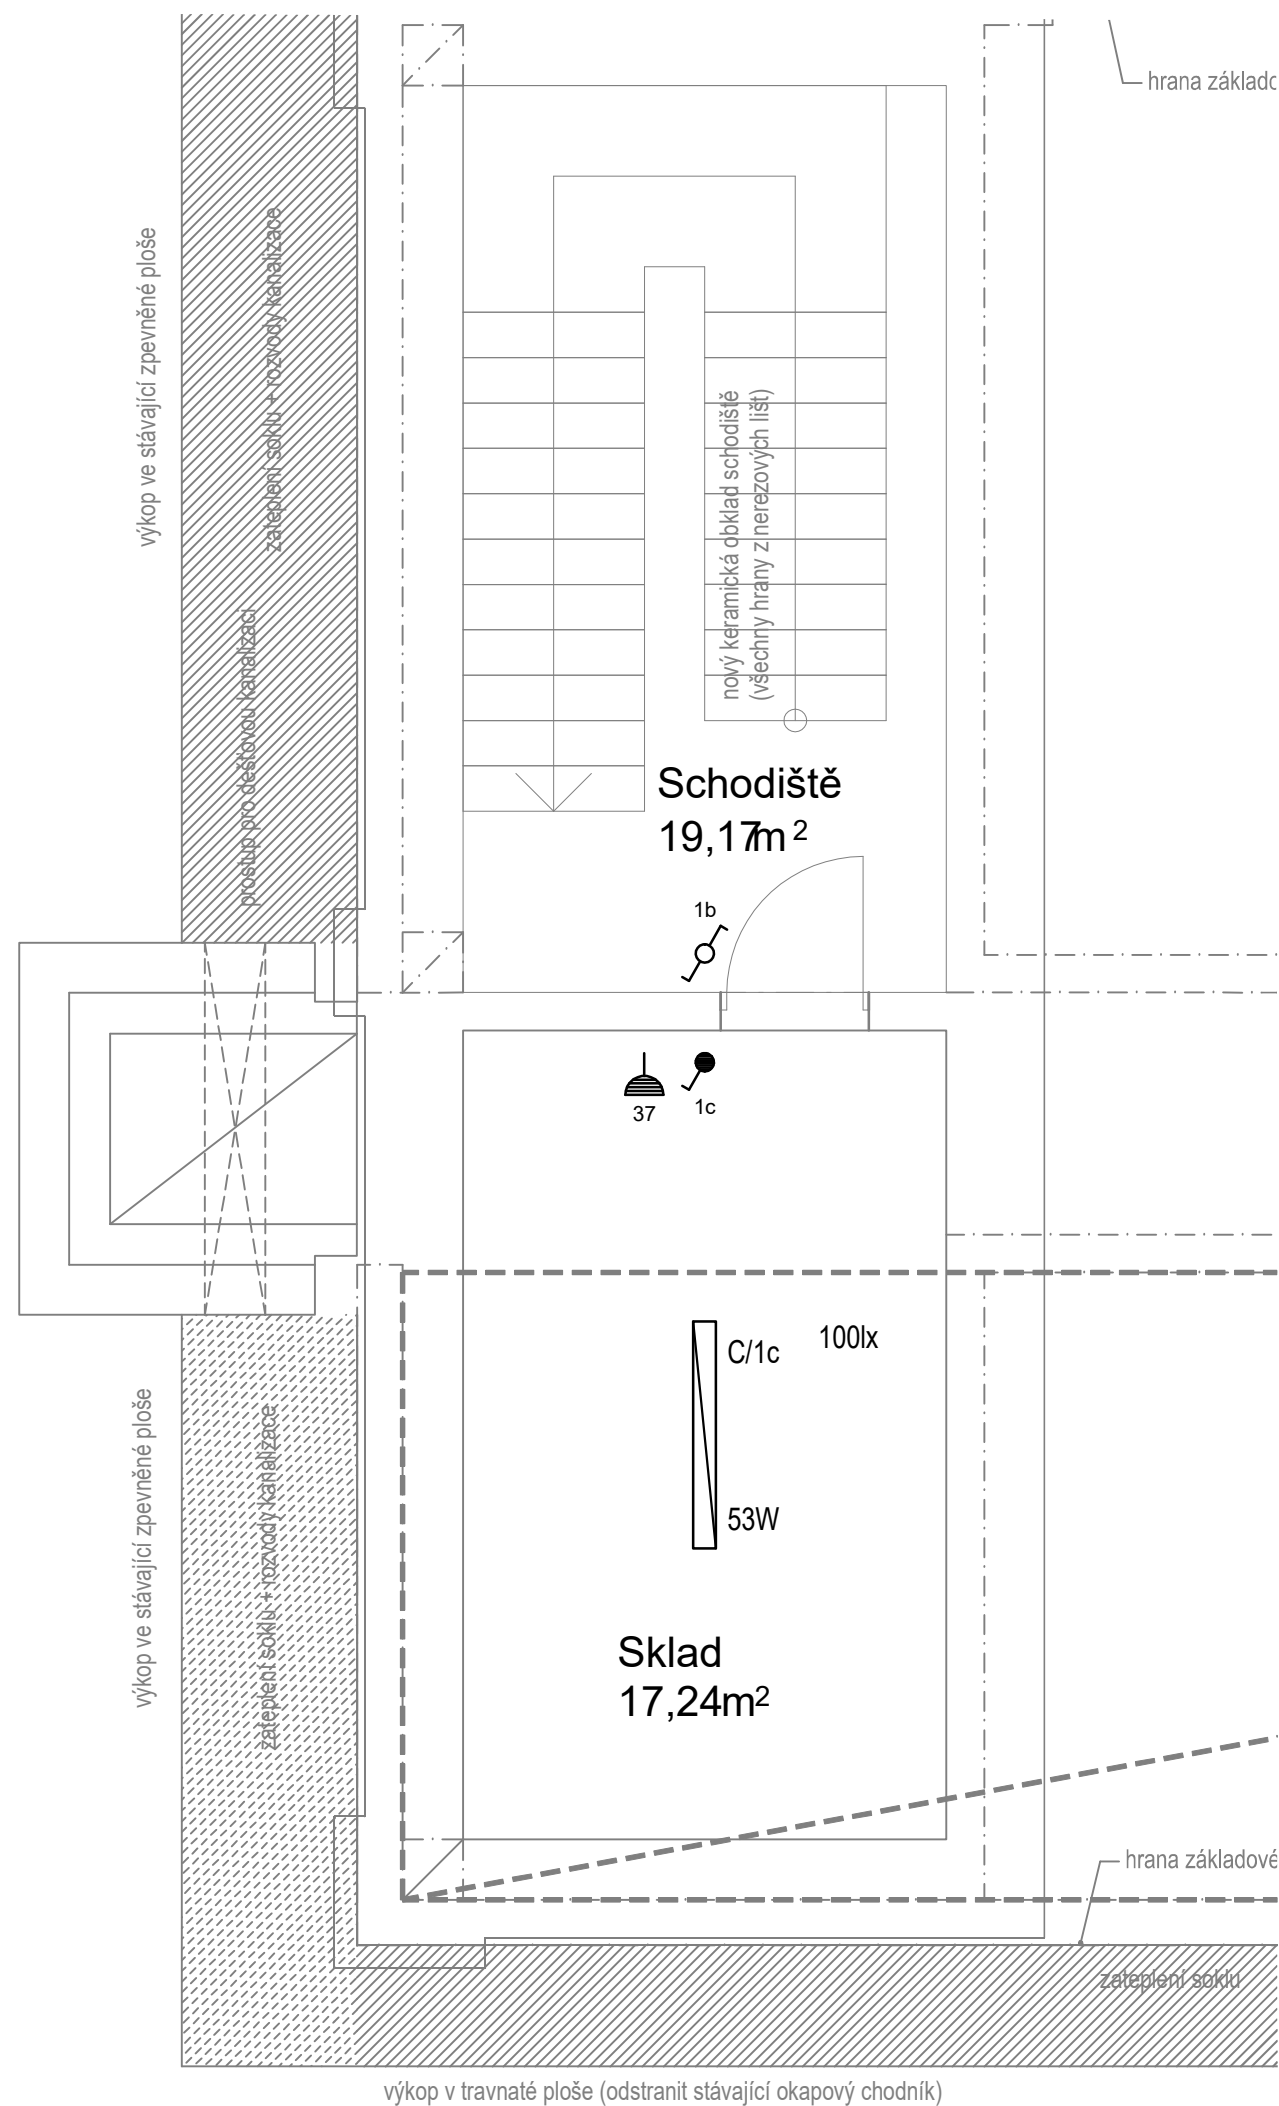 hrana základo
výkop ve stávající zpevněné ploše
zateplení soklu + rozvody kanalizace
prostup pro dešťovou kanalizaci
nový keramická obklad schodiště
(všechny hrany z nerezových lišt)
Schodiště
19,17m²
1b
37
1c
C/1c
100lx
53W
Sklad
17,24m²
výkop ve stávající zpevněné ploše
zateplení soklu + rozvody kanalizace
hrana základové
zateplení soklu
výkop v travnaté ploše (odstranit stávající okapový chodník)